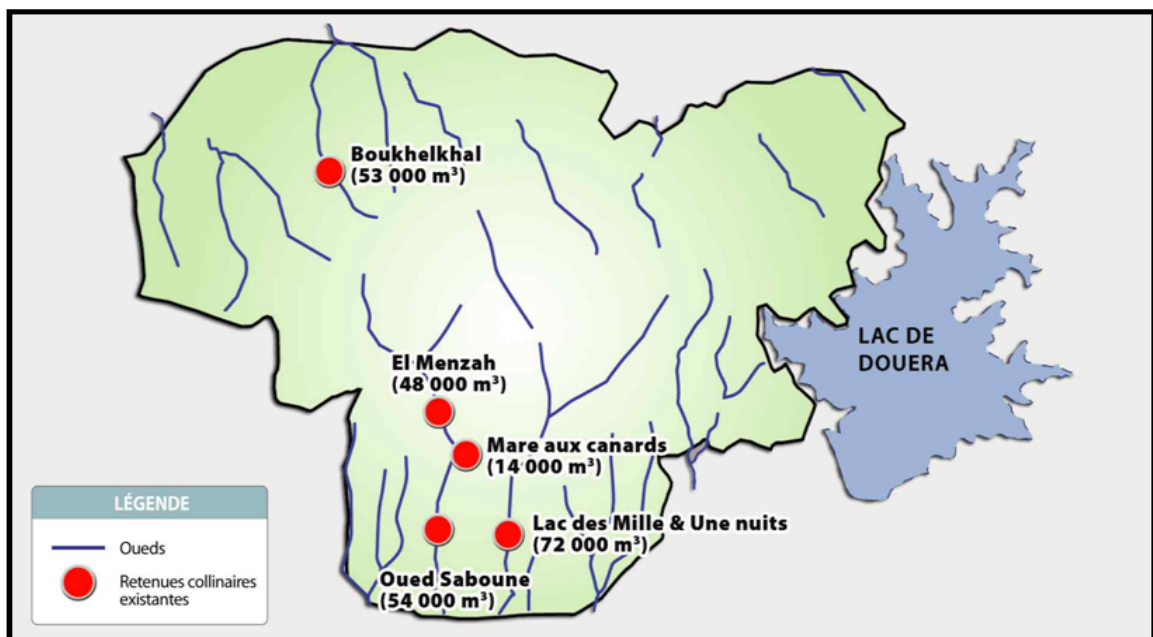 Boukhelkhal
(53 000 m³)
LAC DE
DOUERA
El Menzah
(48 000 m³)
Mare aux canards
(14 000 m³)
Lac des Mille & Une nuits
(72 000 m³)
Oued Saboune
(54 000 m³)
LÉGENDE
Oueds
Retenues collinaires
existantes